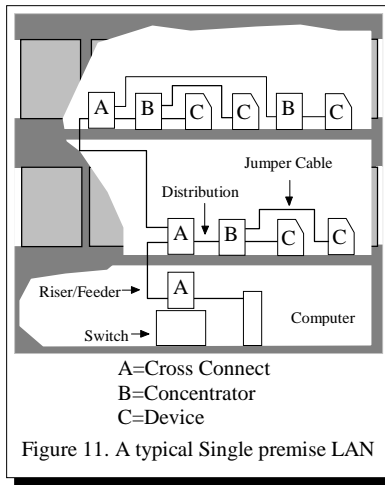 A B C C B C
Jumper Cable
Distribution
A B C C
Riser/Feeder
A
Computer
Switch
A=Cross Connect
B=Concentrator
C=Device
Figure 11. A typical Single premise LAN